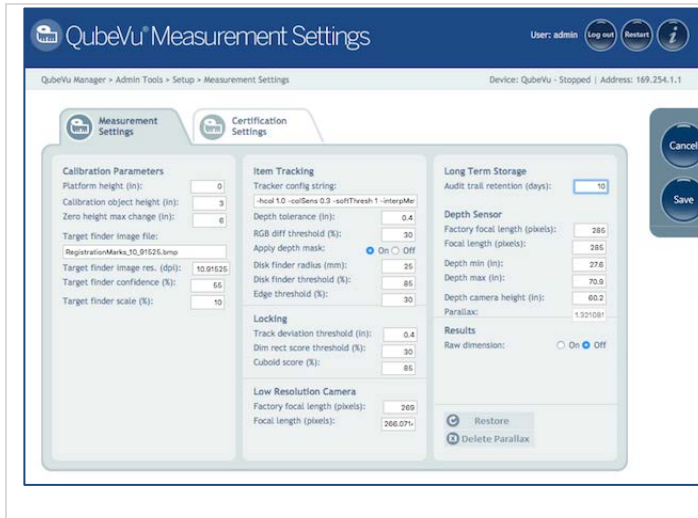 QubeVu® Measurement Settings
User: admin
Log out
Restart
i
QubeVu Manager > Admin Tools > Setup > Measurement Settings
Device: QubeVu - Stopped | Address: 169.254.1.1
Measurement
Settings
Certification
Settings
Cancel
Save
Calibration Parameters
Platform height (in): 0
Calibration object height (in): 3
Zero height max change (in): 6
Target finder image file:
RegistrationMarks_10_91525.bmp
Target finder image res. (dpi): 10.91525
Target finder confidence (%): 55
Target finder scale (%): 10
Item Tracking
Tracker config string:
-hcol 1.0 -colSens 0.3 -softThresh 1 -interpMe
Depth tolerance (in): 0.4
RGB diff threshold (%): 30
Apply depth mask: On Off
Disk finder radius (mm): 25
Disk finder threshold (%): 85
Edge threshold (%): 30
Locking
Track deviation threshold (in): 0.4
Dim rect score threshold (%): 30
Cuboid score (%): 85
Low Resolution Camera
Factory focal length (pixels): 269
Focal length (pixels): 266.071
Long Term Storage
Audit trail retention (days): 10
Depth Sensor
Factory focal length (pixels): 285
Focal length (pixels): 285
Depth min (in): 27.6
Depth max (in): 70.9
Depth camera height (in): 60.2
Parallax: 1.321081
Results
Raw dimension: On Off
Restore
Delete Parallax